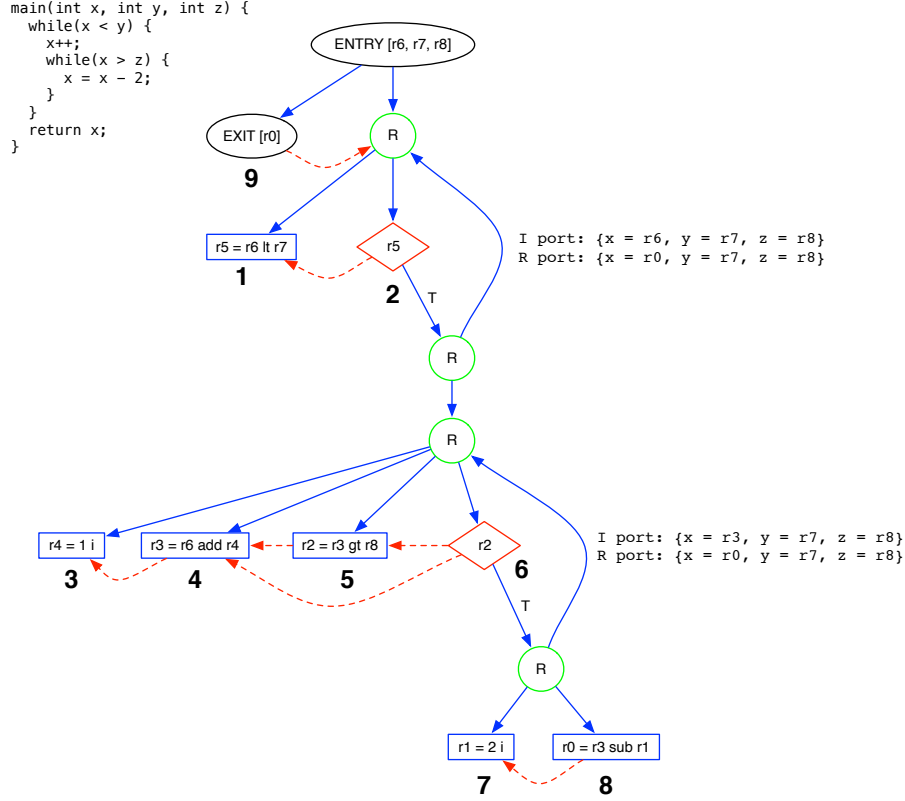 main(int x, int y, int z) {
while(x < y) {
x++;
while(x > z) {
x = x − 2;
}
}
return x;
}
ENTRY [r6, r7, r8]
EXIT [r0]
R
9
r5 = r6 lt r7
r5
1
2
I port: {x = r6, y = r7, z = r8}
R port: {x = r0, y = r7, z = r8}
T
R
R
r4 = 1 i
r3 = r6 add r4
r2 = r3 gt r8
r2
3
4
5
6
I port: {x = r3, y = r7, z = r8}
R port: {x = r0, y = r7, z = r8}
T
R
r1 = 2 i
r0 = r3 sub r1
7
8